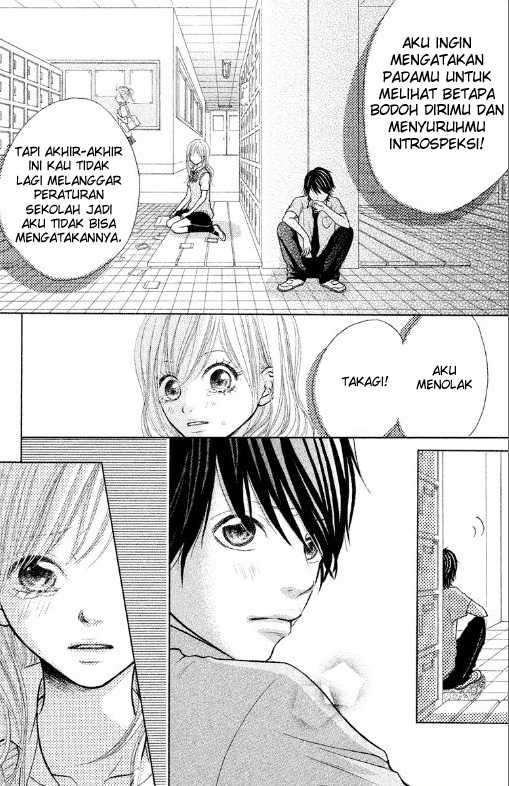 AKU INGIN
MENGATAKAN
PADAMU UNTUK
MELIHAT BETAPA
BODOH DIRIMU DAN
MENYURUHMU
INTROSPEKSI!
TAPI AKHIR-AKHIR
INI KAU TIDAK
LAGI MELANGGAR
PERATURAN
SEKOLAH JADI
AKU TIDAK BISA
MENGATAKANNYA.
AKU
MENOLAK
TAKAGI!